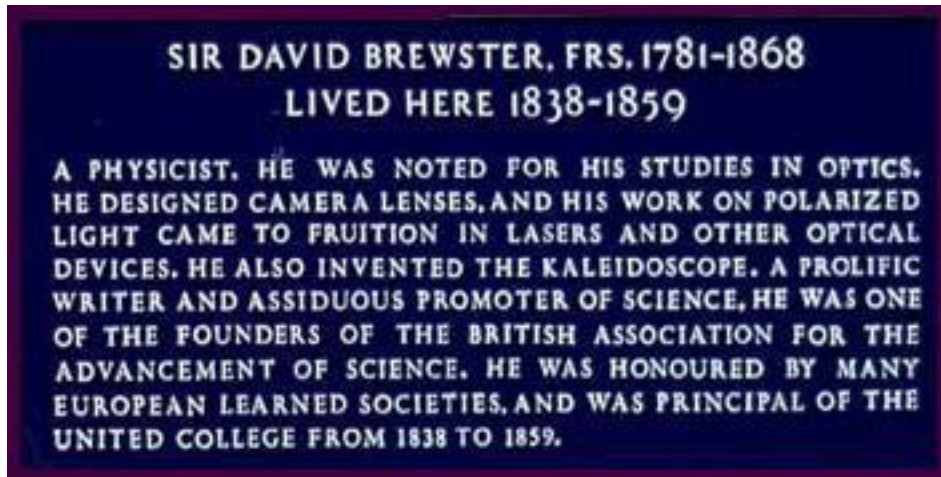 SIR DAVID BREWSTER, FRS. 1781-1868
LIVED HERE 1838-1859
A PHYSICIST. HE WAS NOTED FOR HIS STUDIES IN OPTICS.
HE DESIGNED CAMERA LENSES, AND HIS WORK ON POLARIZED
LIGHT CAME TO FRUITION IN LASERS AND OTHER OPTICAL
DEVICES. HE ALSO INVENTED THE KALEIDOSCOPE. A PROLIFIC
WRITER AND ASSIDUOUS PROMOTER OF SCIENCE, HE WAS ONE
OF THE FOUNDERS OF THE BRITISH ASSOCIATION FOR THE
ADVANCEMENT OF SCIENCE. HE WAS HONOURED BY MANY
EUROPEAN LEARNED SOCIETIES, AND WAS PRINCIPAL OF THE
UNITED COLLEGE FROM 1838 TO 1859.